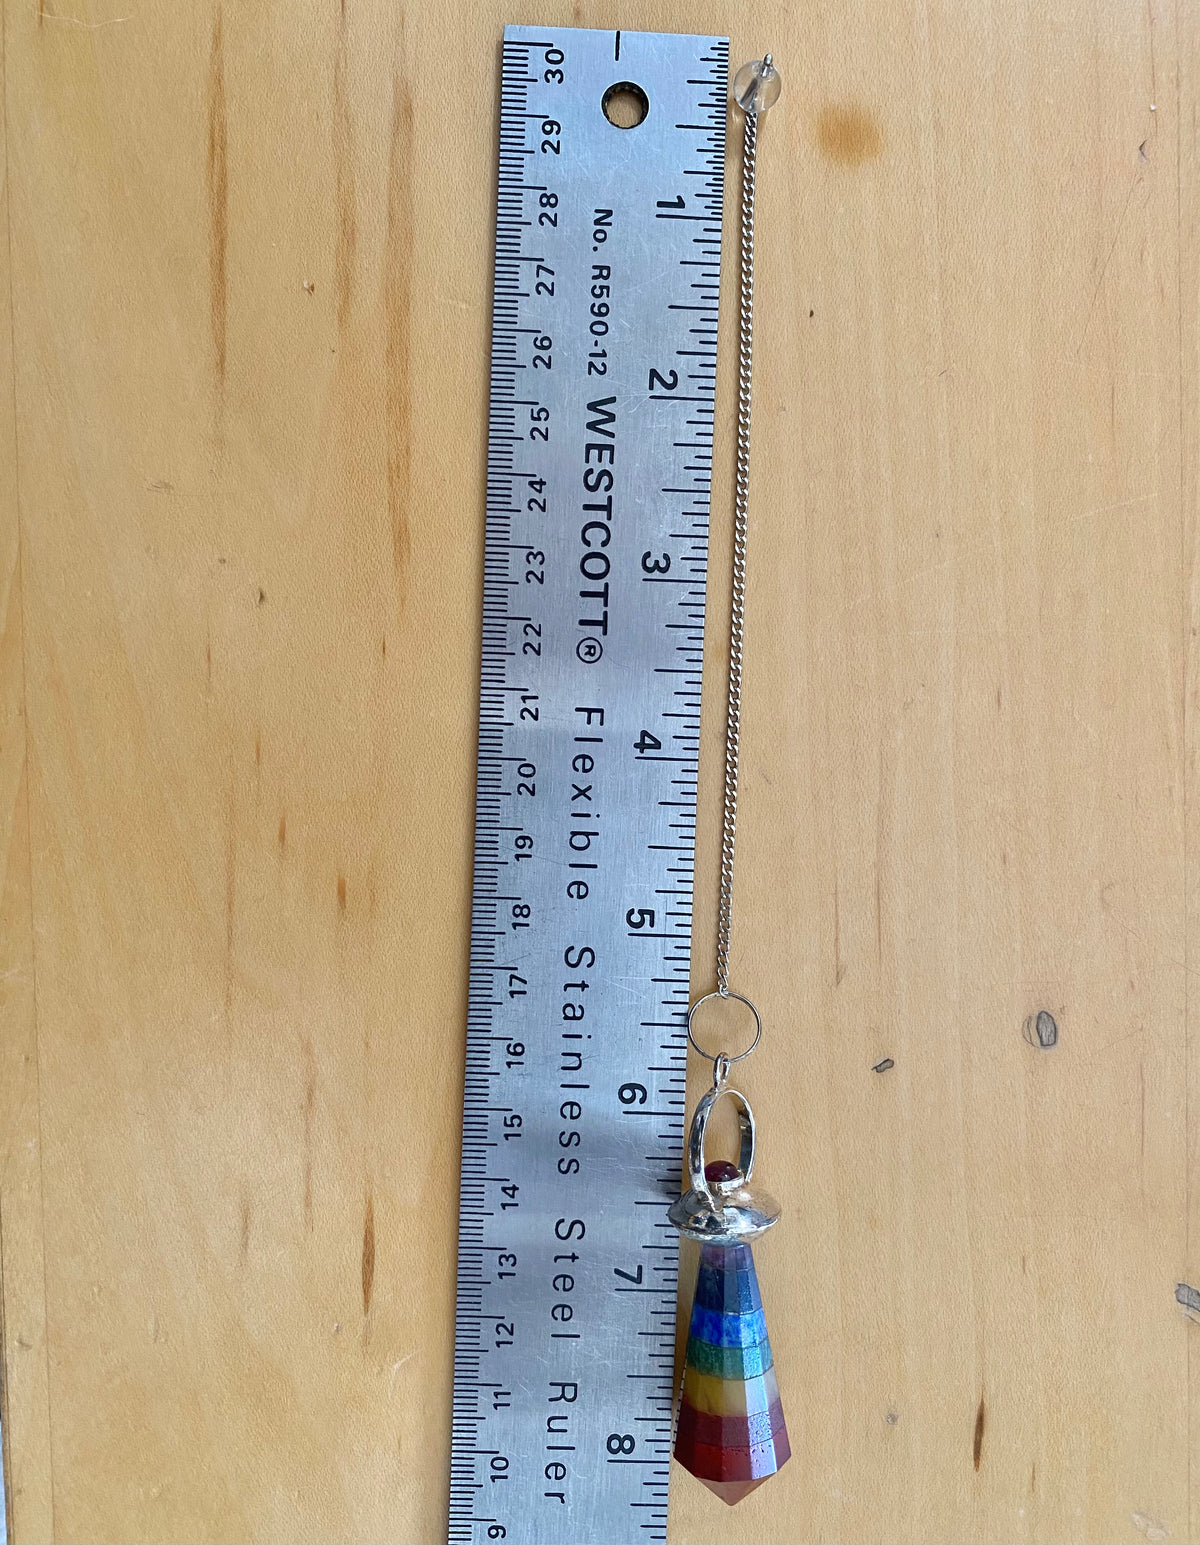 No. R590-12 WESTCOTT® Flexible Stainless Steel Ruler
1 2 3 4 5 6 7 8
30 29 28 27 26 25 24 23 22 21 20 19 18 17 16 15 14 13 12 11 10 9